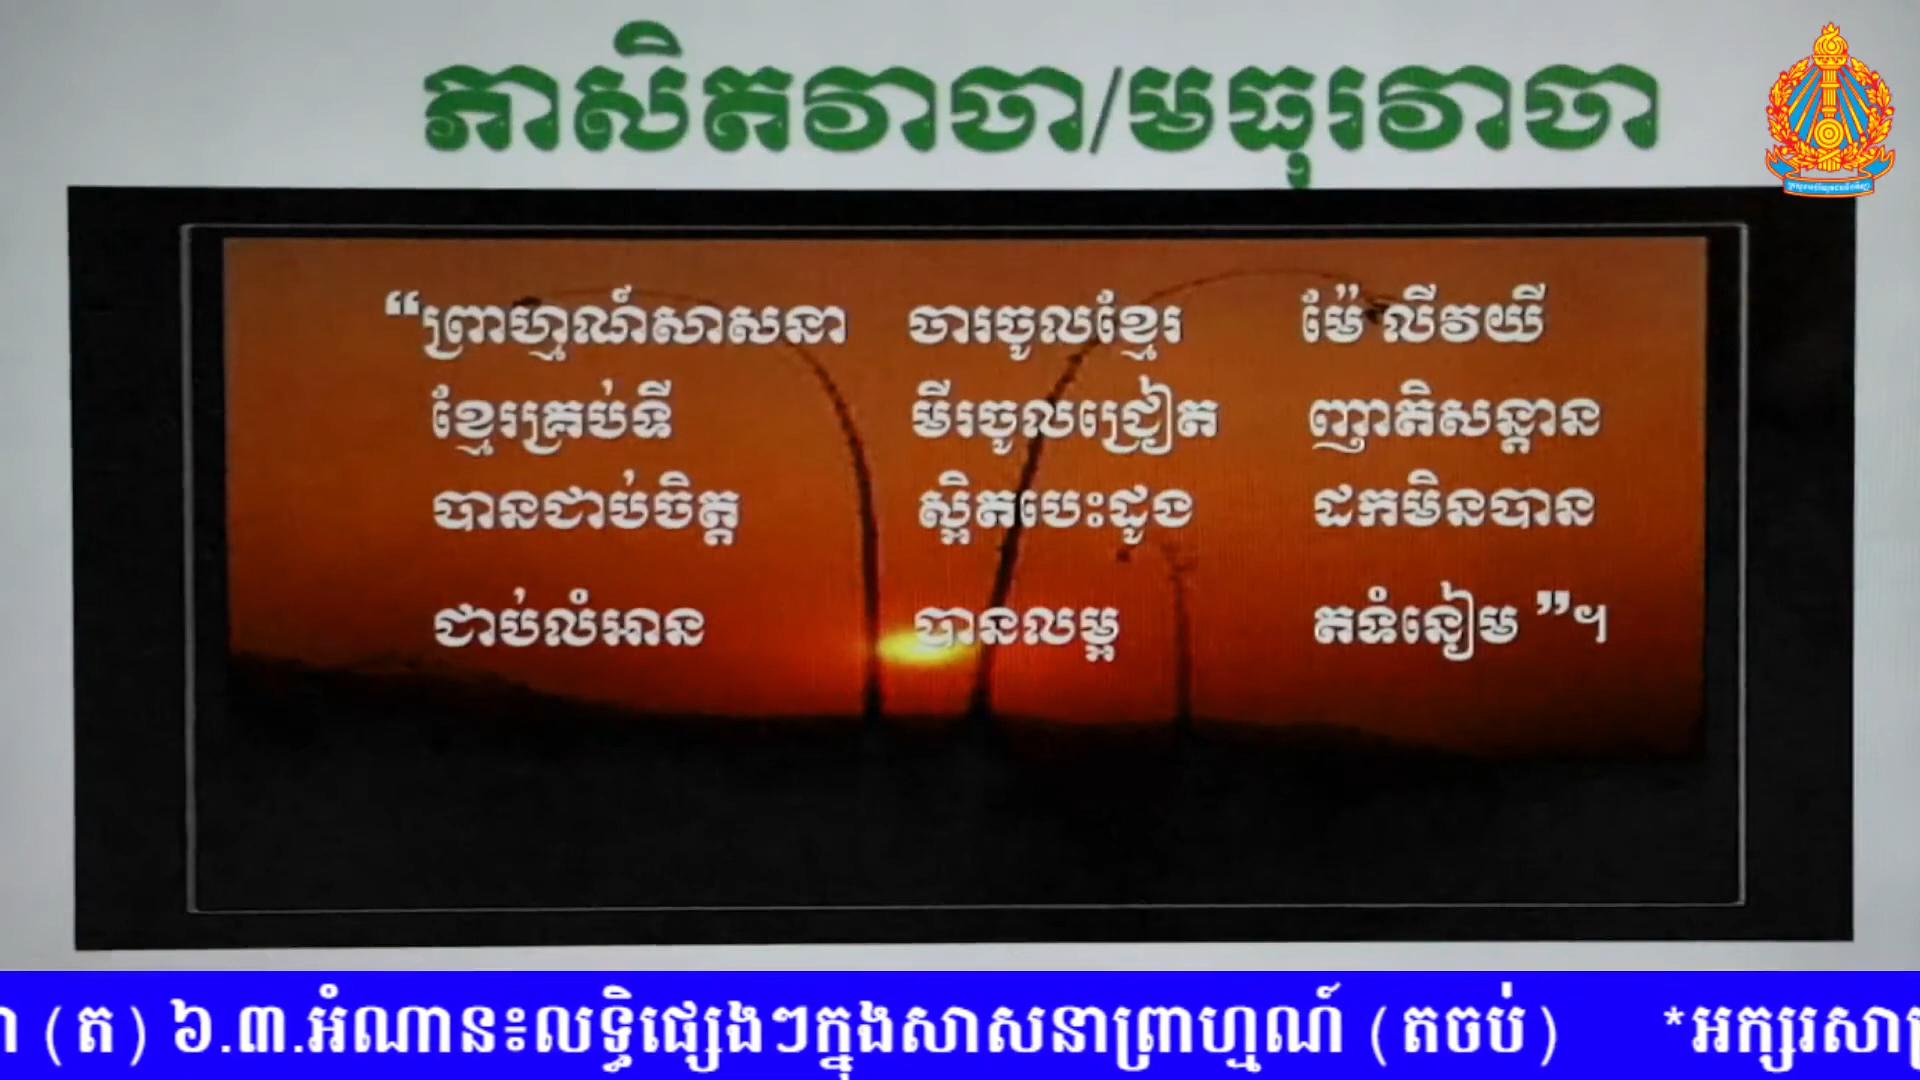 ភាសិតវាចា/មធុរវាចា
“ព្រាហ្មណ៍សាសនា ចារចូលខ្មែរ ម៉ែ លីវយី
ខ្មែរគ្រប់ទី មីរចូលជ្រៀត ញាតិសន្តាន
បានជាប់ចិត្ត ស្អិតបេះដូង ដកមិនបាន
ជាប់លំអាន បានលម្អ តទំនៀម ”។
(ត) ៦.៣.អំណាន៖លទ្ធិផ្សេងៗក្នុងសាសនាព្រាហ្មណ៍ (តចប់) *អក្សរសា